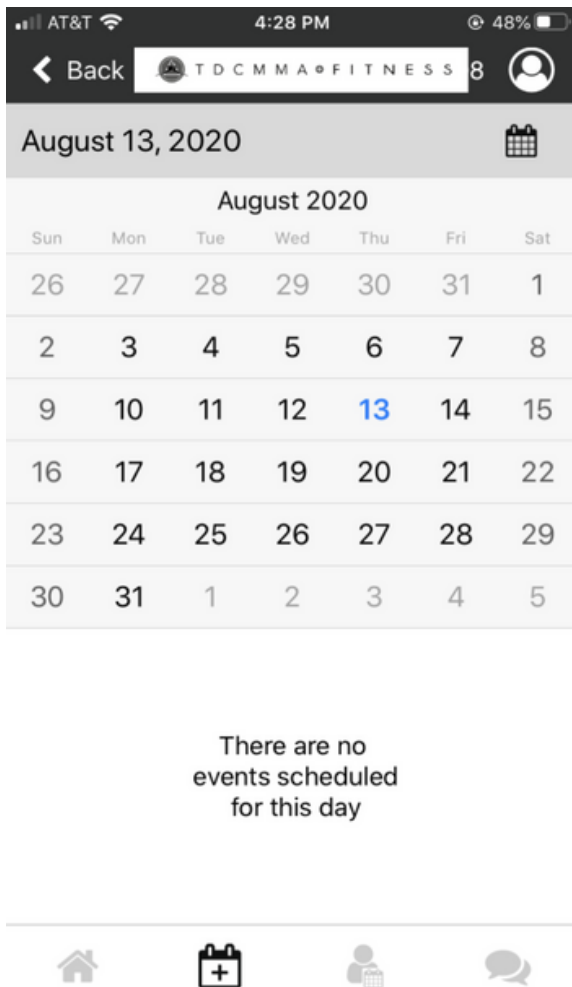 AT&T 4:28 PM 48%
Back TDCMMA FITNESS 8
August 13, 2020
August 2020
Sun Mon Tue Wed Thu Fri Sat
26 27 28 29 30 31 1
2 3 4 5 6 7 8
9 10 11 12 13 14 15
16 17 18 19 20 21 22
23 24 25 26 27 28 29
30 31 1 2 3 4 5
There are no
events scheduled
for this day